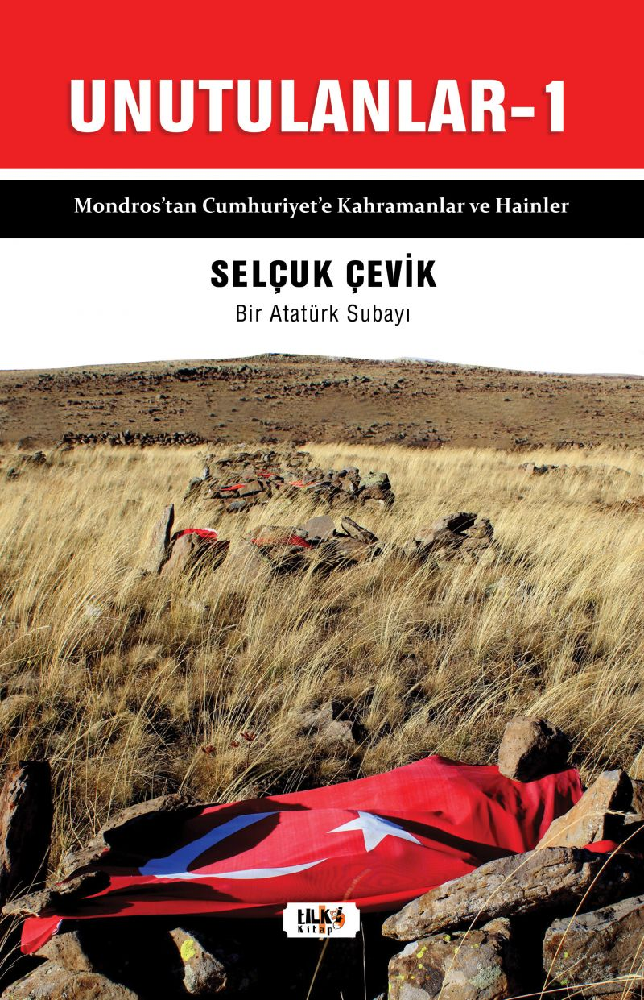 UNUTULANLAR-1
Mondros’tan Cumhuriyet’e Kahramanlar ve Hainler
SELÇUK ÇEVİK
Bir Atatürk Subayı
tiLKi
Kitap